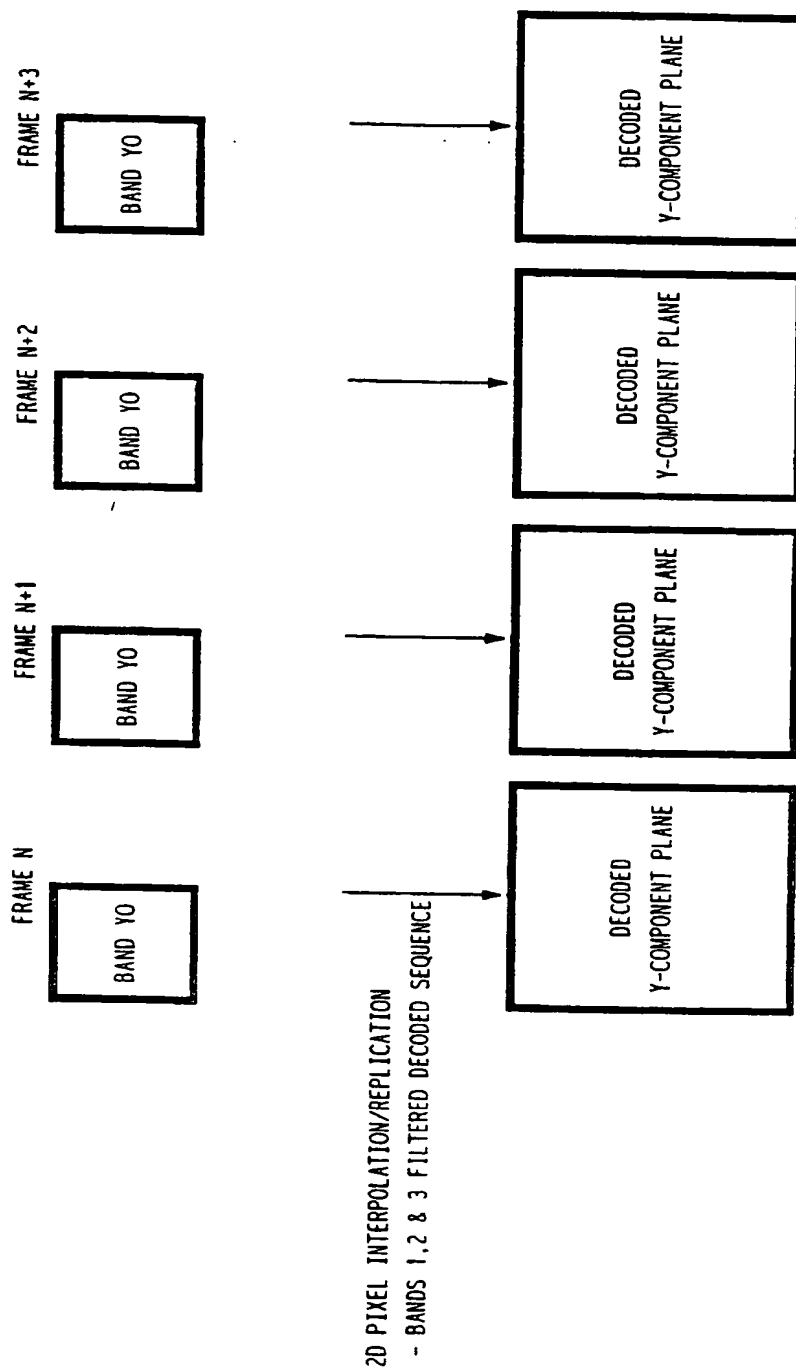 FRAME N
BAND YO
FRAME N+1
BAND YO
FRAME N+2
BAND YO
FRAME N+3
BAND YO
2D PIXEL INTERPOLATION/REPLICATION
- BANDS 1,2 & 3 FILTERED DECODED SEQUENCE
DECODED
Y-COMPONENT PLANE
DECODED
Y-COMPONENT PLANE
DECODED
Y-COMPONENT PLANE
DECODED
Y-COMPONENT PLANE